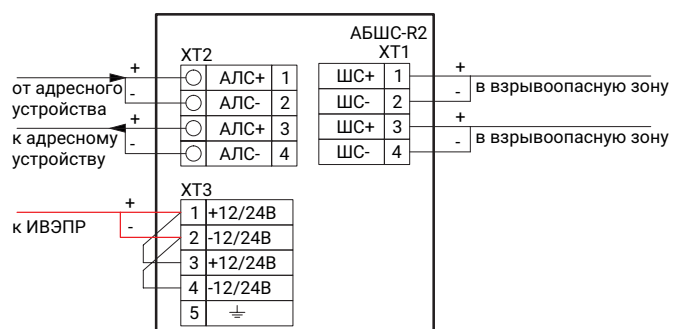 АБШС-R2
XT2
XT1
+
АЛС+ 1
ШС+ 1
+
от адресного
устройства
-
АЛС- 2
ШС- 2
-
в взрывоопасную зону
+
АЛС+ 3
ШС+ 3
+
к адресному
устройству
-
АЛС- 4
ШС- 4
-
в взрывоопасную зону
XT3
+
1 +12/24В
к ИВЭПР
-
2 -12/24В
3 +12/24В
4 -12/24В
5